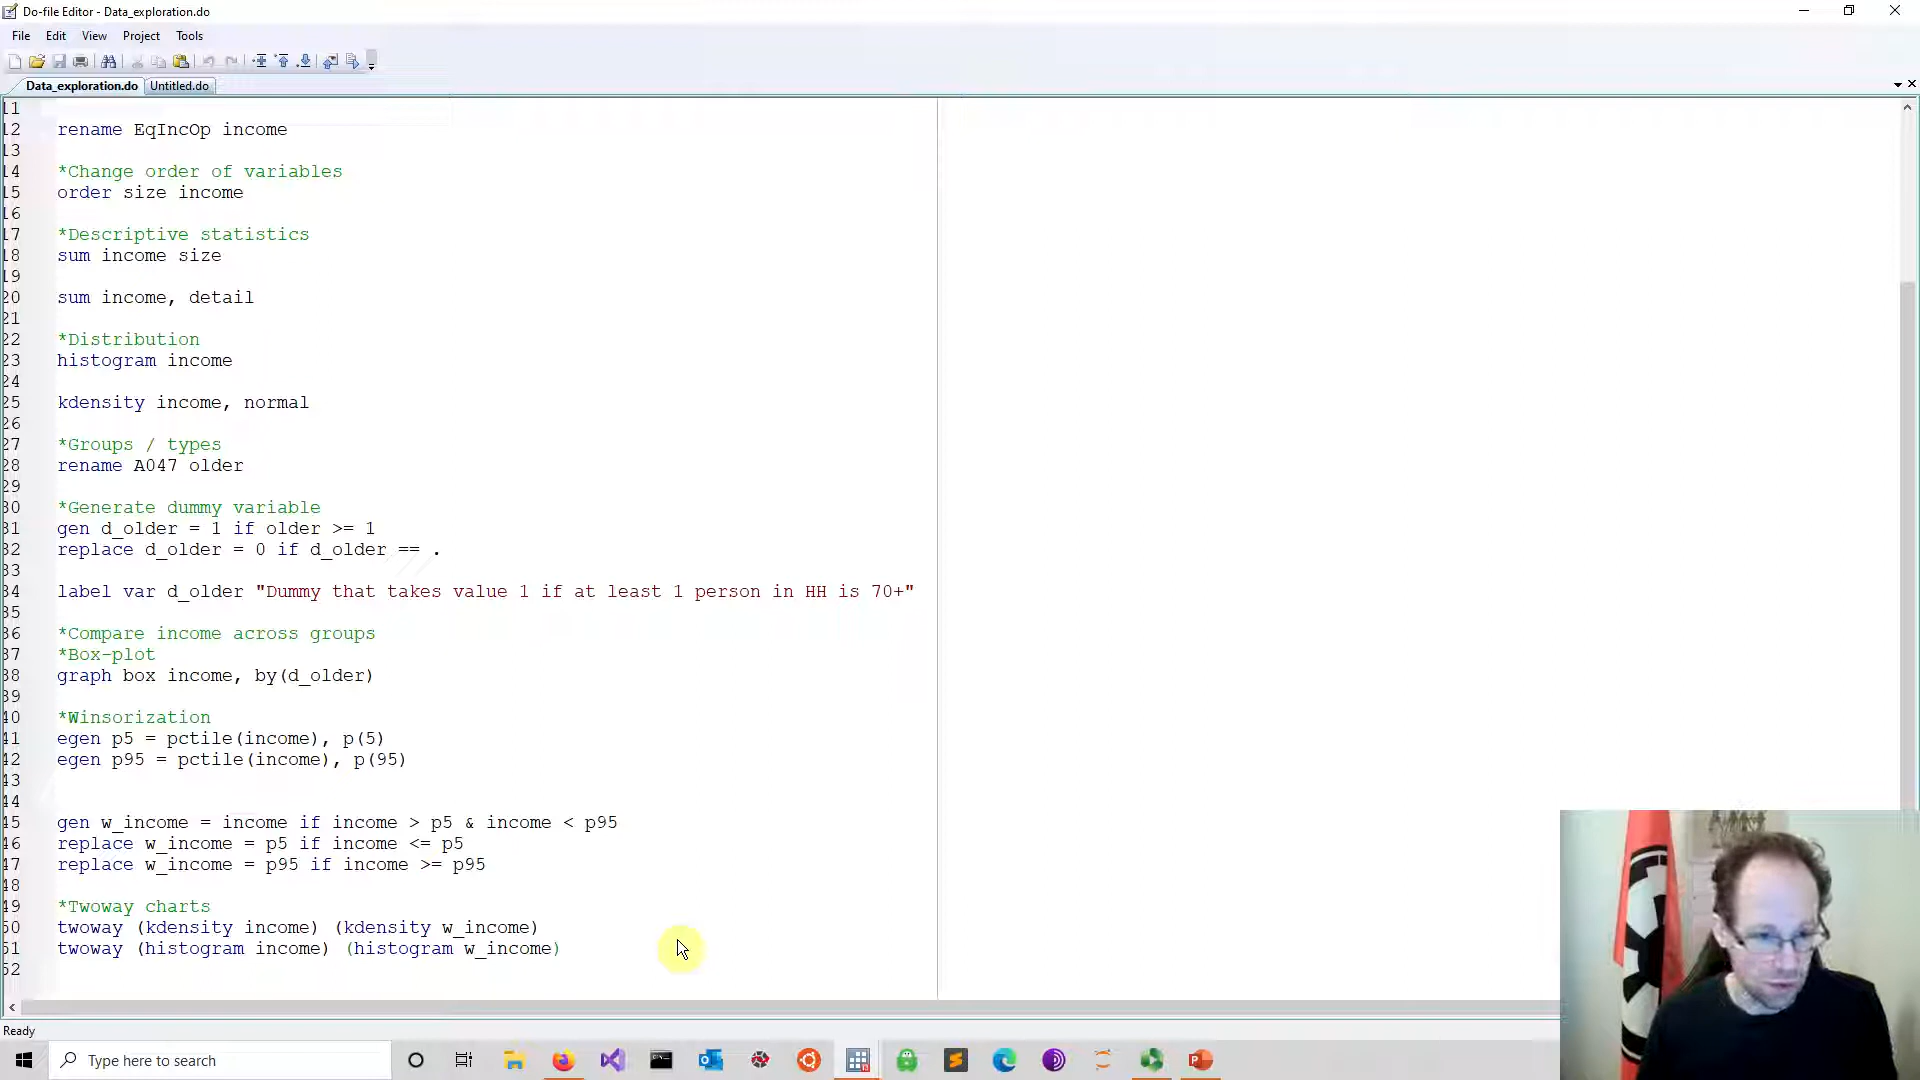 Do-file Editor - Data_exploration.do
File Edit View Project Tools
Data_exploration.do Untitled.do
11
12 rename EqIncOp income
13
14 *Change order of variables
15 order size income
16
17 *Descriptive statistics
18 sum income size
19
20 sum income, detail
21
22 *Distribution
23 histogram income
24
25 kdensity income, normal
26
27 *Groups / types
28 rename A047 older
29
30 *Generate dummy variable
31 gen d_older = 1 if older >= 1
32 replace d_older = 0 if d_older == .
33
34 label var d_older "Dummy that takes value 1 if at least 1 person in HH is 70+"
35
36 *Compare income across groups
37 *Box-plot
38 graph box income, by(d_older)
39
40 *Winsorization
41 egen p5 = pctile(income), p(5)
42 egen p95 = pctile(income), p(95)
43
44
45 gen w_income = income if income > p5 & income < p95
46 replace w_income = p5 if income <= p5
47 replace w_income = p95 if income >= p95
48
49 *Twoway charts
50 twoway (kdensity income) (kdensity w_income)
51 twoway (histogram income) (histogram w_income)
52
Ready
Type here to search